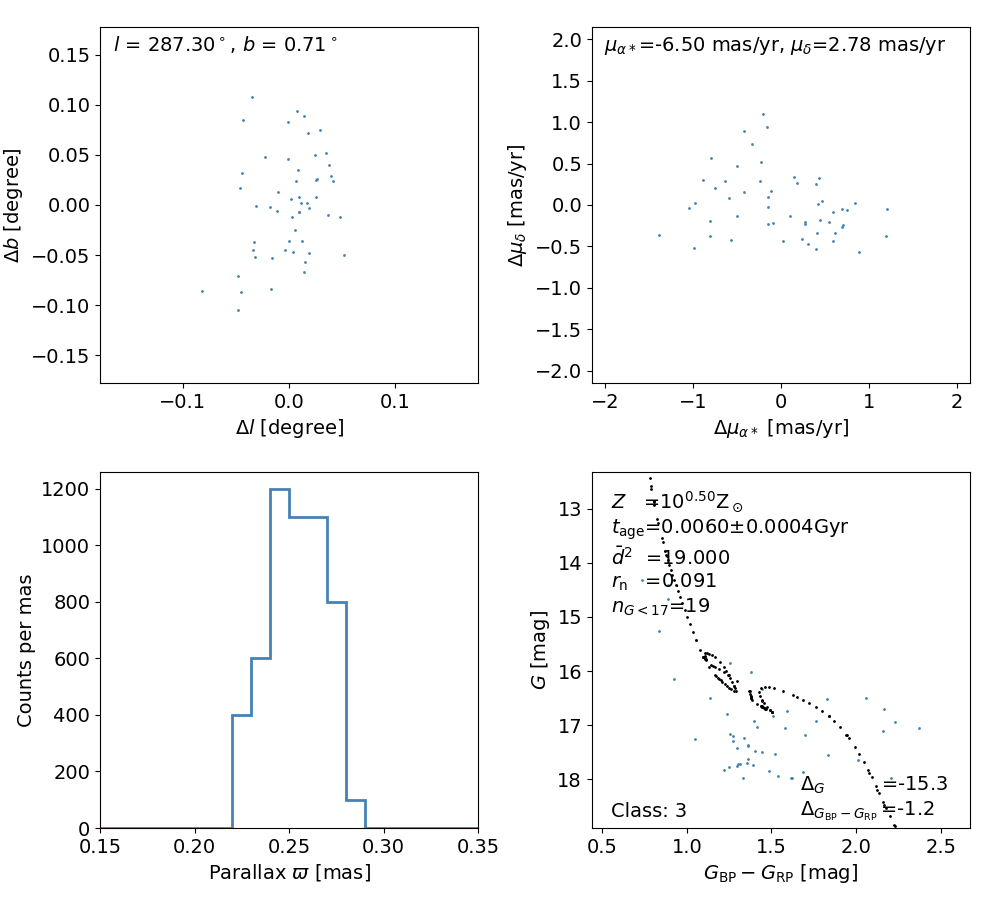 l = 287.30°, b = 0.71°
0.15
0.10
0.05
0.00
−0.05
−0.10
−0.15
Δb [degree]
−0.1
0.0
0.1
Δl [degree]
μα*=-6.50 mas/yr, μδ=2.78 mas/yr
2.0
1.5
1.0
0.5
0.0
−0.5
−1.0
−1.5
−2.0
Δμδ [mas/yr]
−2
−1
0
1
2
Δμα* [mas/yr]
1200
1000
800
600
400
200
0
Counts per mas
0.15
0.20
0.25
0.30
0.35
Parallax ϖ [mas]
Z =10^0.50 Z⊙
t_age=0.0060±0.0004Gyr
d̄² =19.000
r_n =0.091
n_G<17=19
13
14
15
16
17
18
G [mag]
Δ_G =-15.3
Δ_GBP−GRP =-1.2
Class: 3
0.5
1.0
1.5
2.0
2.5
G_BP − G_RP [mag]